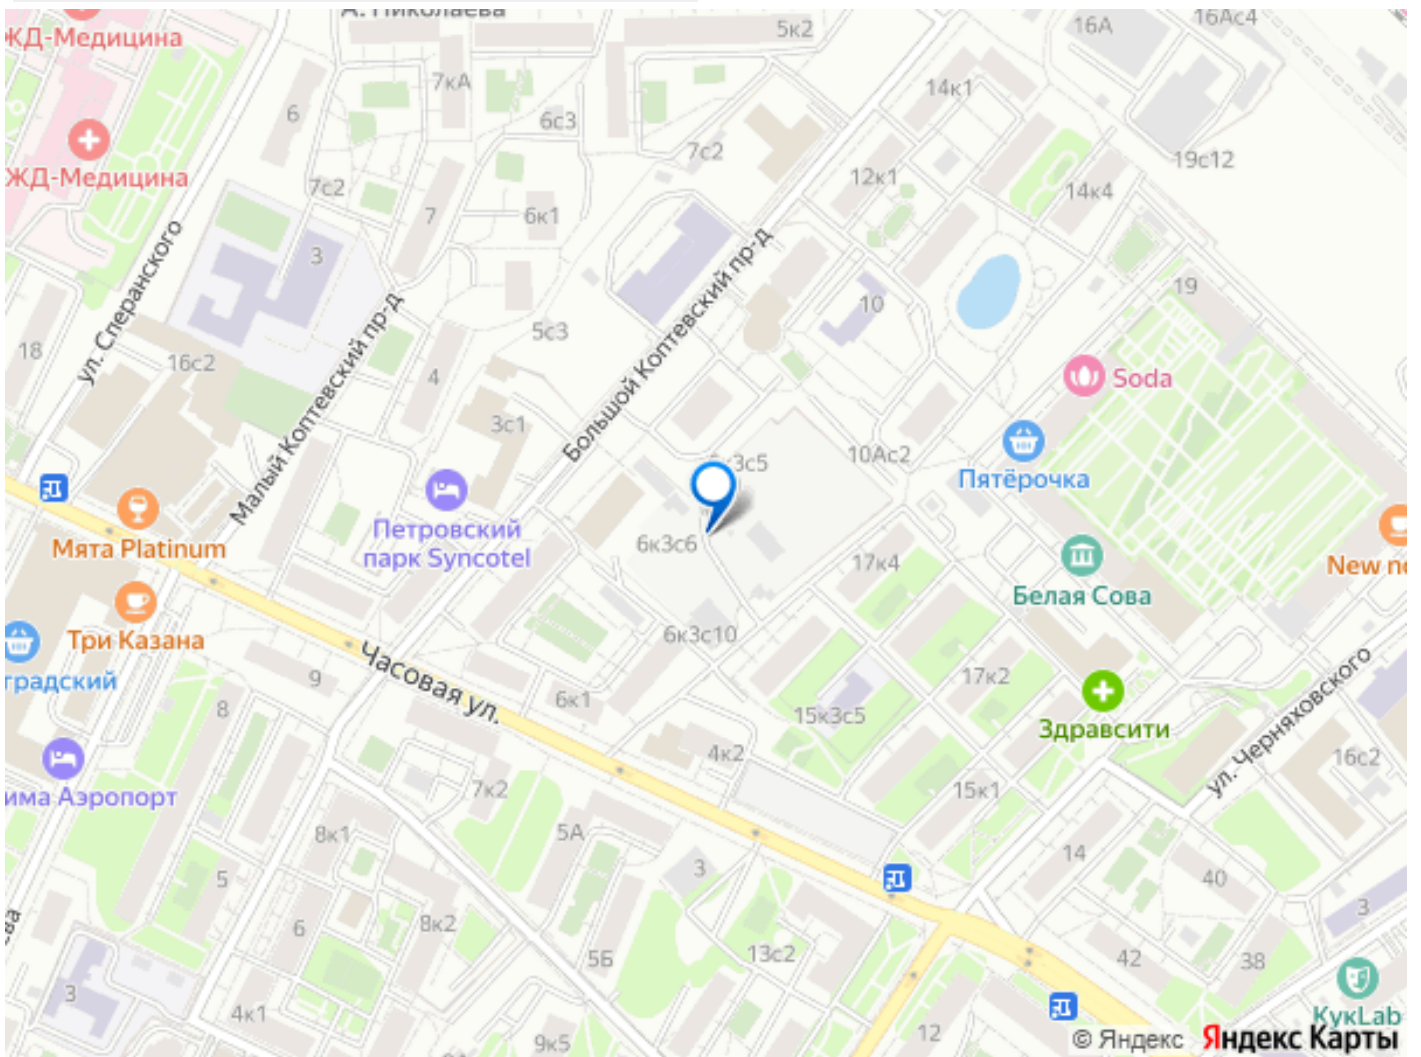 А. Николаева
5к2
16А
16Ас4
ЖД-Медицина
7кА
14к1
6
6с3
7с2
19с12
ЖД-Медицина
7с2
12к1
14к4
7
6к1
3
ул. Сперанского
Большой Коптевский пр-д
19
10
5с3
18
16с2
Малый Коптевский пр-д
4
Soda
3с1
10Ас2
Пятёрочка
3с5
Петровский
парк Syncotel
Мята Platinum
6к3с6
17к4
New
Белая Сова
Три Казана
6к3с10
градский
9
Часовая ул.
17к2
6к1
8
15к3с5
Здравсити
ул. Черняховского
4к2
16с2
има Аэропорт
7к2
15к1
8к1
5А
14
3
5
40
3
6
8к2
13с2
5Б
42
38
3
4к1
12
9к5
КукLab
© Яндекс Яндекс Карты